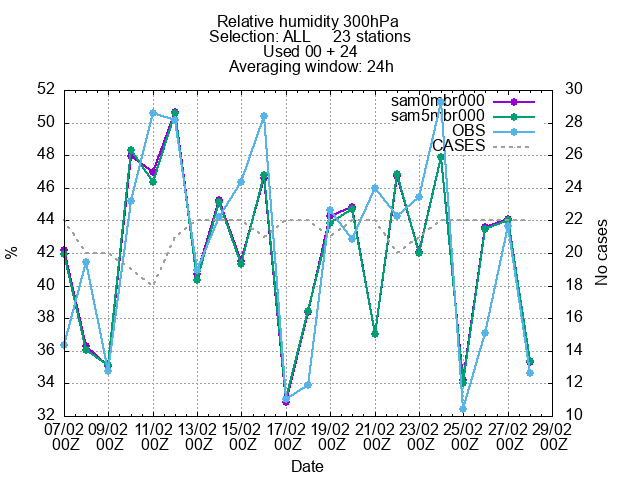 Relative humidity 300hPa
Selection: ALL 23 stations
Used 00 + 24
Averaging window: 24h
sam0mbr000
sam5mbr000
OBS
CASES
52
50
48
46
44
42
40
38
36
34
32
%
30
28
26
24
22
20
18
16
14
12
10
No cases
07/02 09/02 11/02 13/02 15/02 17/02 19/02 21/02 23/02 25/02 27/02 29/02
00Z 00Z 00Z 00Z 00Z 00Z 00Z 00Z 00Z 00Z 00Z 00Z
Date